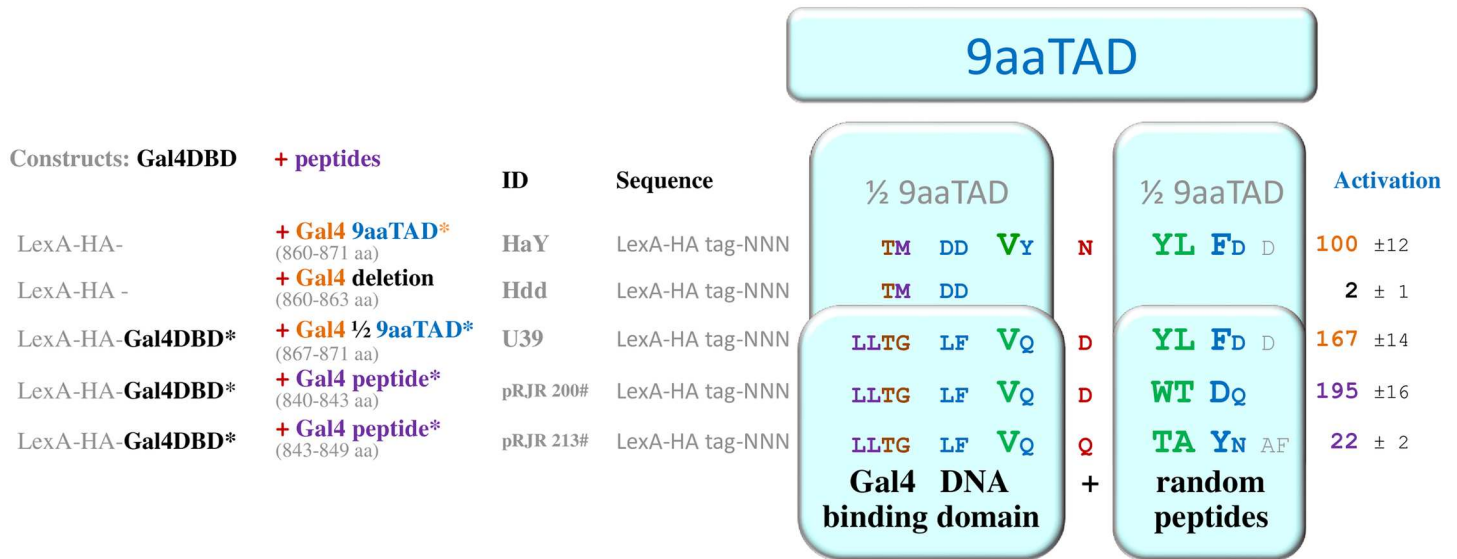 9aaTAD
Constructs: Gal4DBD + peptides
ID Sequence ½ 9aaTAD ½ 9aaTAD Activation
LexA-HA- + Gal4 9aaTAD* HaY LexA-HA tag-NNN TM DD VY N YL FD D 100 ±12
(860-871 aa)
LexA-HA - + Gal4 deletion Hdd LexA-HA tag-NNN TM DD 2 ± 1
(860-863 aa)
LexA-HA-Gal4DBD* + Gal4 ½ 9aaTAD* U39 LexA-HA tag-NNN LLTG LF VQ D YL FD D 167 ±14
(867-871 aa)
LexA-HA-Gal4DBD* + Gal4 peptide* pRJR 200# LexA-HA tag-NNN LLTG LF VQ D WT DQ 195 ±16
(840-843 aa)
LexA-HA-Gal4DBD* + Gal4 peptide* pRJR 213# LexA-HA tag-NNN LLTG LF VQ Q TA YN AF 22 ± 2
(843-849 aa)
Gal4 DNA + random
binding domain peptides